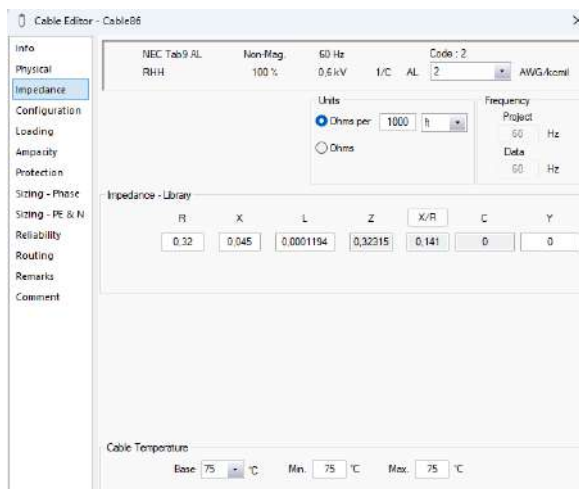 Cable Editor - Cable86
Info
Physical
Impedance
Configuration
Loading
Ampacity
Protection
Sizing - Phase
Sizing - PE & N
Reliability
Routing
Remarks
Comment
NEC Tab9 AL Non-Mag. 60 Hz Code : 2
RHH 100 % 0,6 kV 1/C AL 2 AWG/kcmil
Units
Ohms per 1000 ft
Ohms
Frequency
Project
60 Hz
Data
60 Hz
Impedance - Library
R X L Z X/R C Y
0,32 0,045 0,0001194 0,32315 0,141 0 0
Cable Temperature
Base 75 °C Min. 75 °C Max. 75 °C